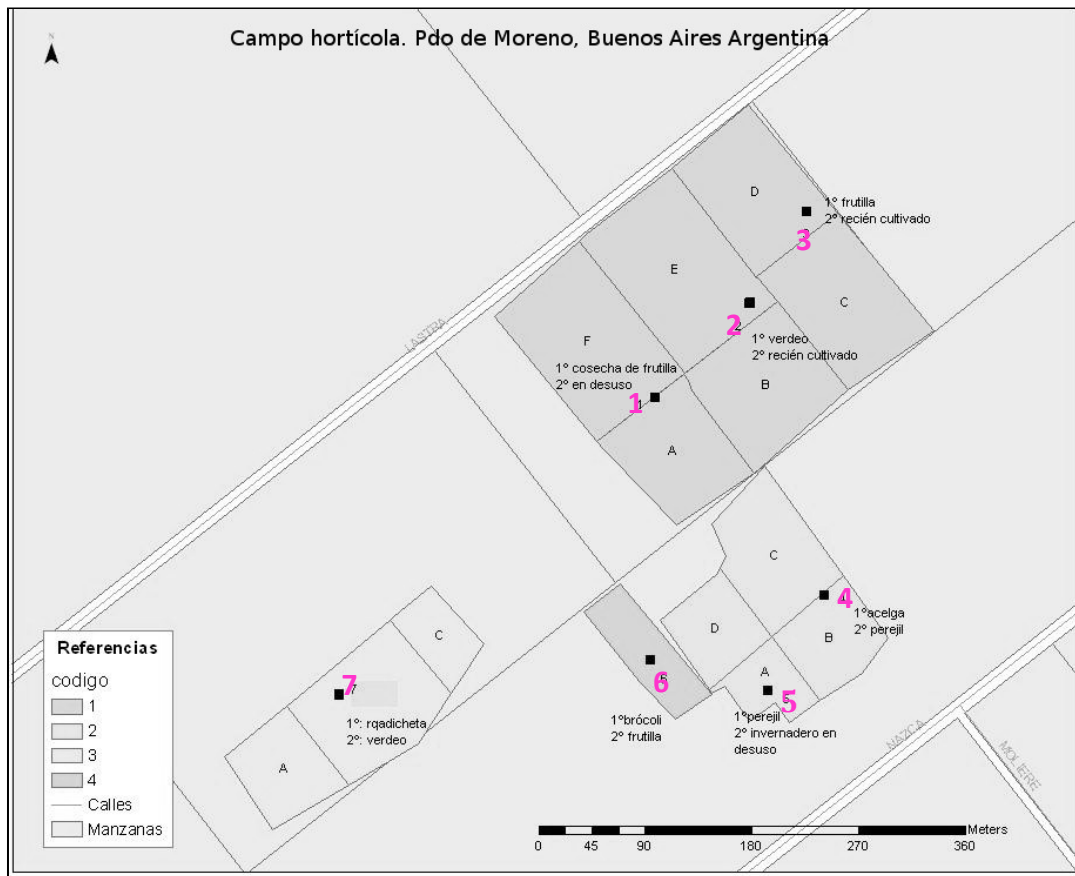 N
Campo hortícola. Pdo de Moreno, Buenos Aires Argentina
D
1° frutilla
2° recién cultivado
3
E
C
2
1° verdeo
2° recién cultivado
LASTRA
F
1° cosecha de frutilla
2° en desuso
B
1
A
C
4
1°acelga
2° perejil
D
B
C
A
6
5
7
1°: rqadicheta
2°: verdeo
1°brócoli
2° frutilla
1°perejil
2° invernadero en
desuso
A
NAZCA
MOLIERE
Referencias
codigo
1
2
3
4
Calles
Manzanas
Meters
0 45 90 180 270 360